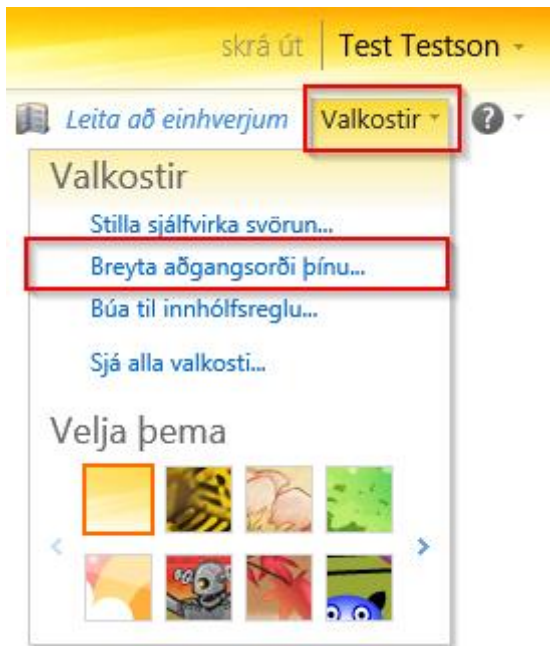 skrá út Test Testson
Leita að einhverjum Valkostir
Valkostir
Stilla sjálfvirka svörun...
Breyta aðgangsorði þínu...
Búa til innhólfsreglu...
Sjá alla valkosti...
Velja þema